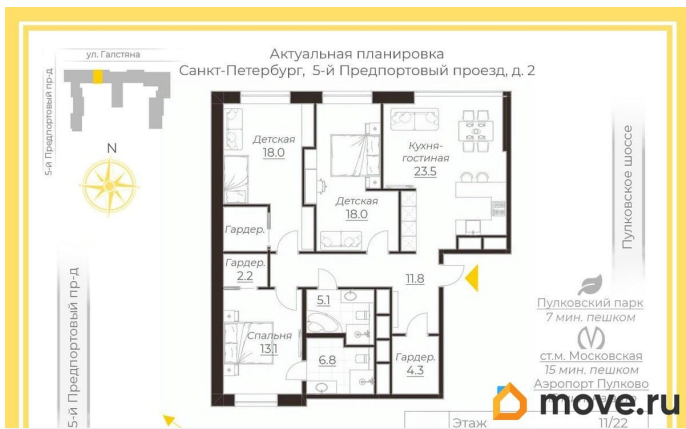 Актуальная планировка
Санкт-Петербург, 5-й Предпортовый проезд, д. 2
ул. Галстяна
5-й Предпортовый пр-д
N
5-й Предпортовый пр-д
Детская
18.0
Детская
18.0
Кухня-
гостиная
23.5
Гардер.
Гардер.
2.2
11.8
5.1
Спальня
13.1
6.8
Гардер.
4.3
Пулковское шоссе
Пулковский парк
7 мин. пешком
ст.м. Московская
15 мин. пешком
Аэропорт Пулково
move.ru
Этаж 11/22